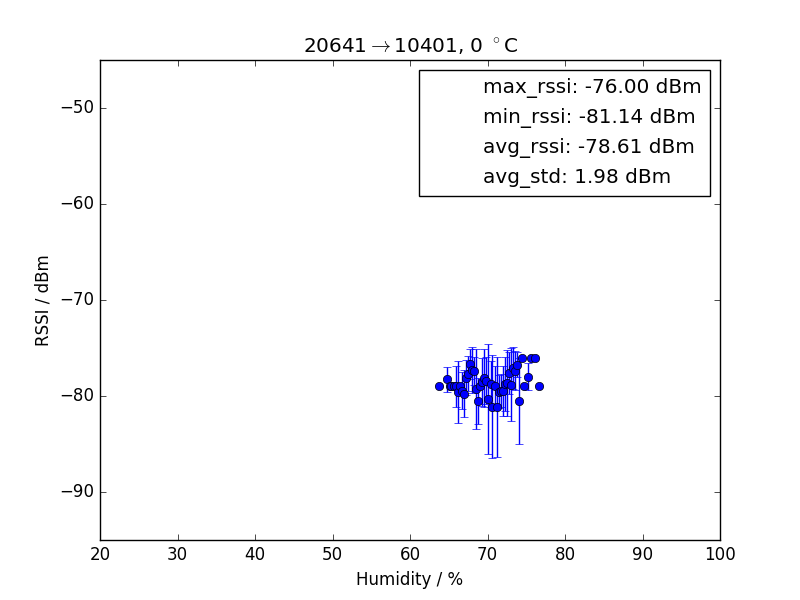 20641→10401, 0 °C
max_rssi: -76.00 dBm
min_rssi: -81.14 dBm
avg_rssi: -78.61 dBm
avg_std: 1.98 dBm
RSSI / dBm
−50
−60
−70
−80
−90
20 30 40 50 60 70 80 90 100
Humidity / %